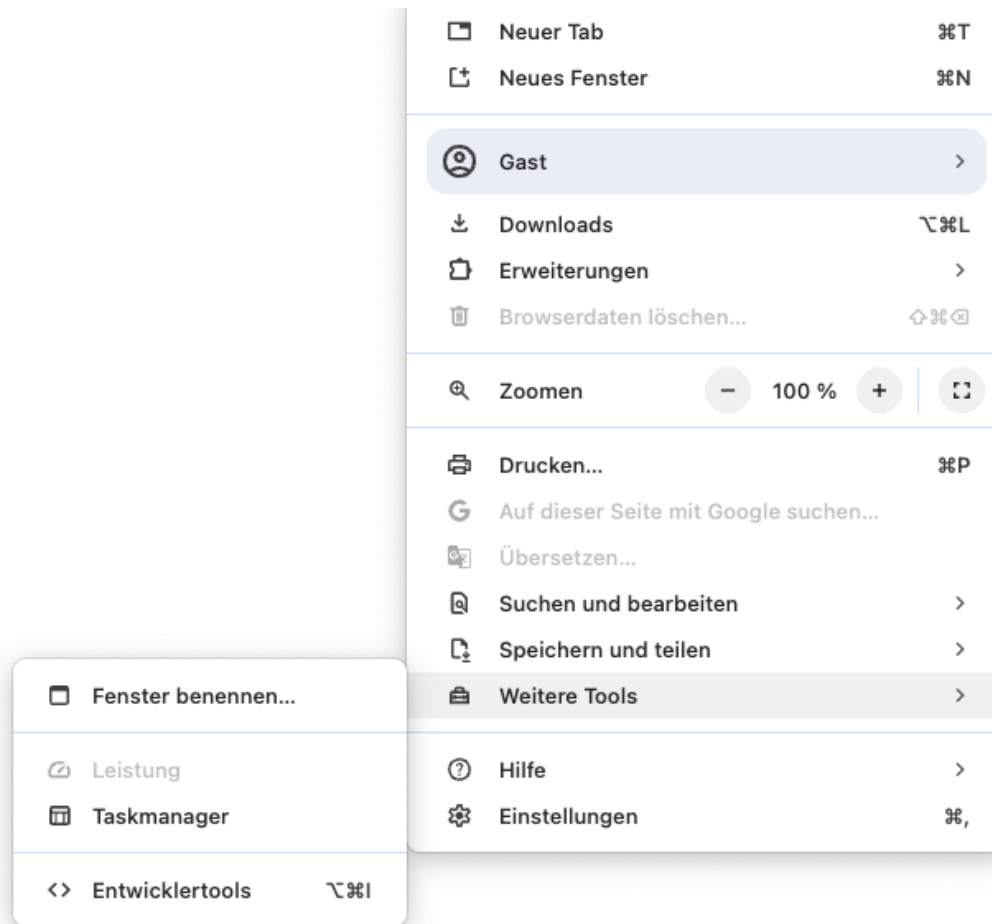 Neuer Tab ⌘T
Neues Fenster ⌘N
Gast
Downloads ⌥⌘L
Erweiterungen
Browserdaten löschen... ⇧⌘⌫
Zoomen − 100 % +
Drucken... ⌘P
Auf dieser Seite mit Google suchen...
Übersetzen...
Suchen und bearbeiten
Speichern und teilen
Weitere Tools
Hilfe
Einstellungen ⌘,
Fenster benennen...
Leistung
Taskmanager
Entwicklertools ⌥⌘I